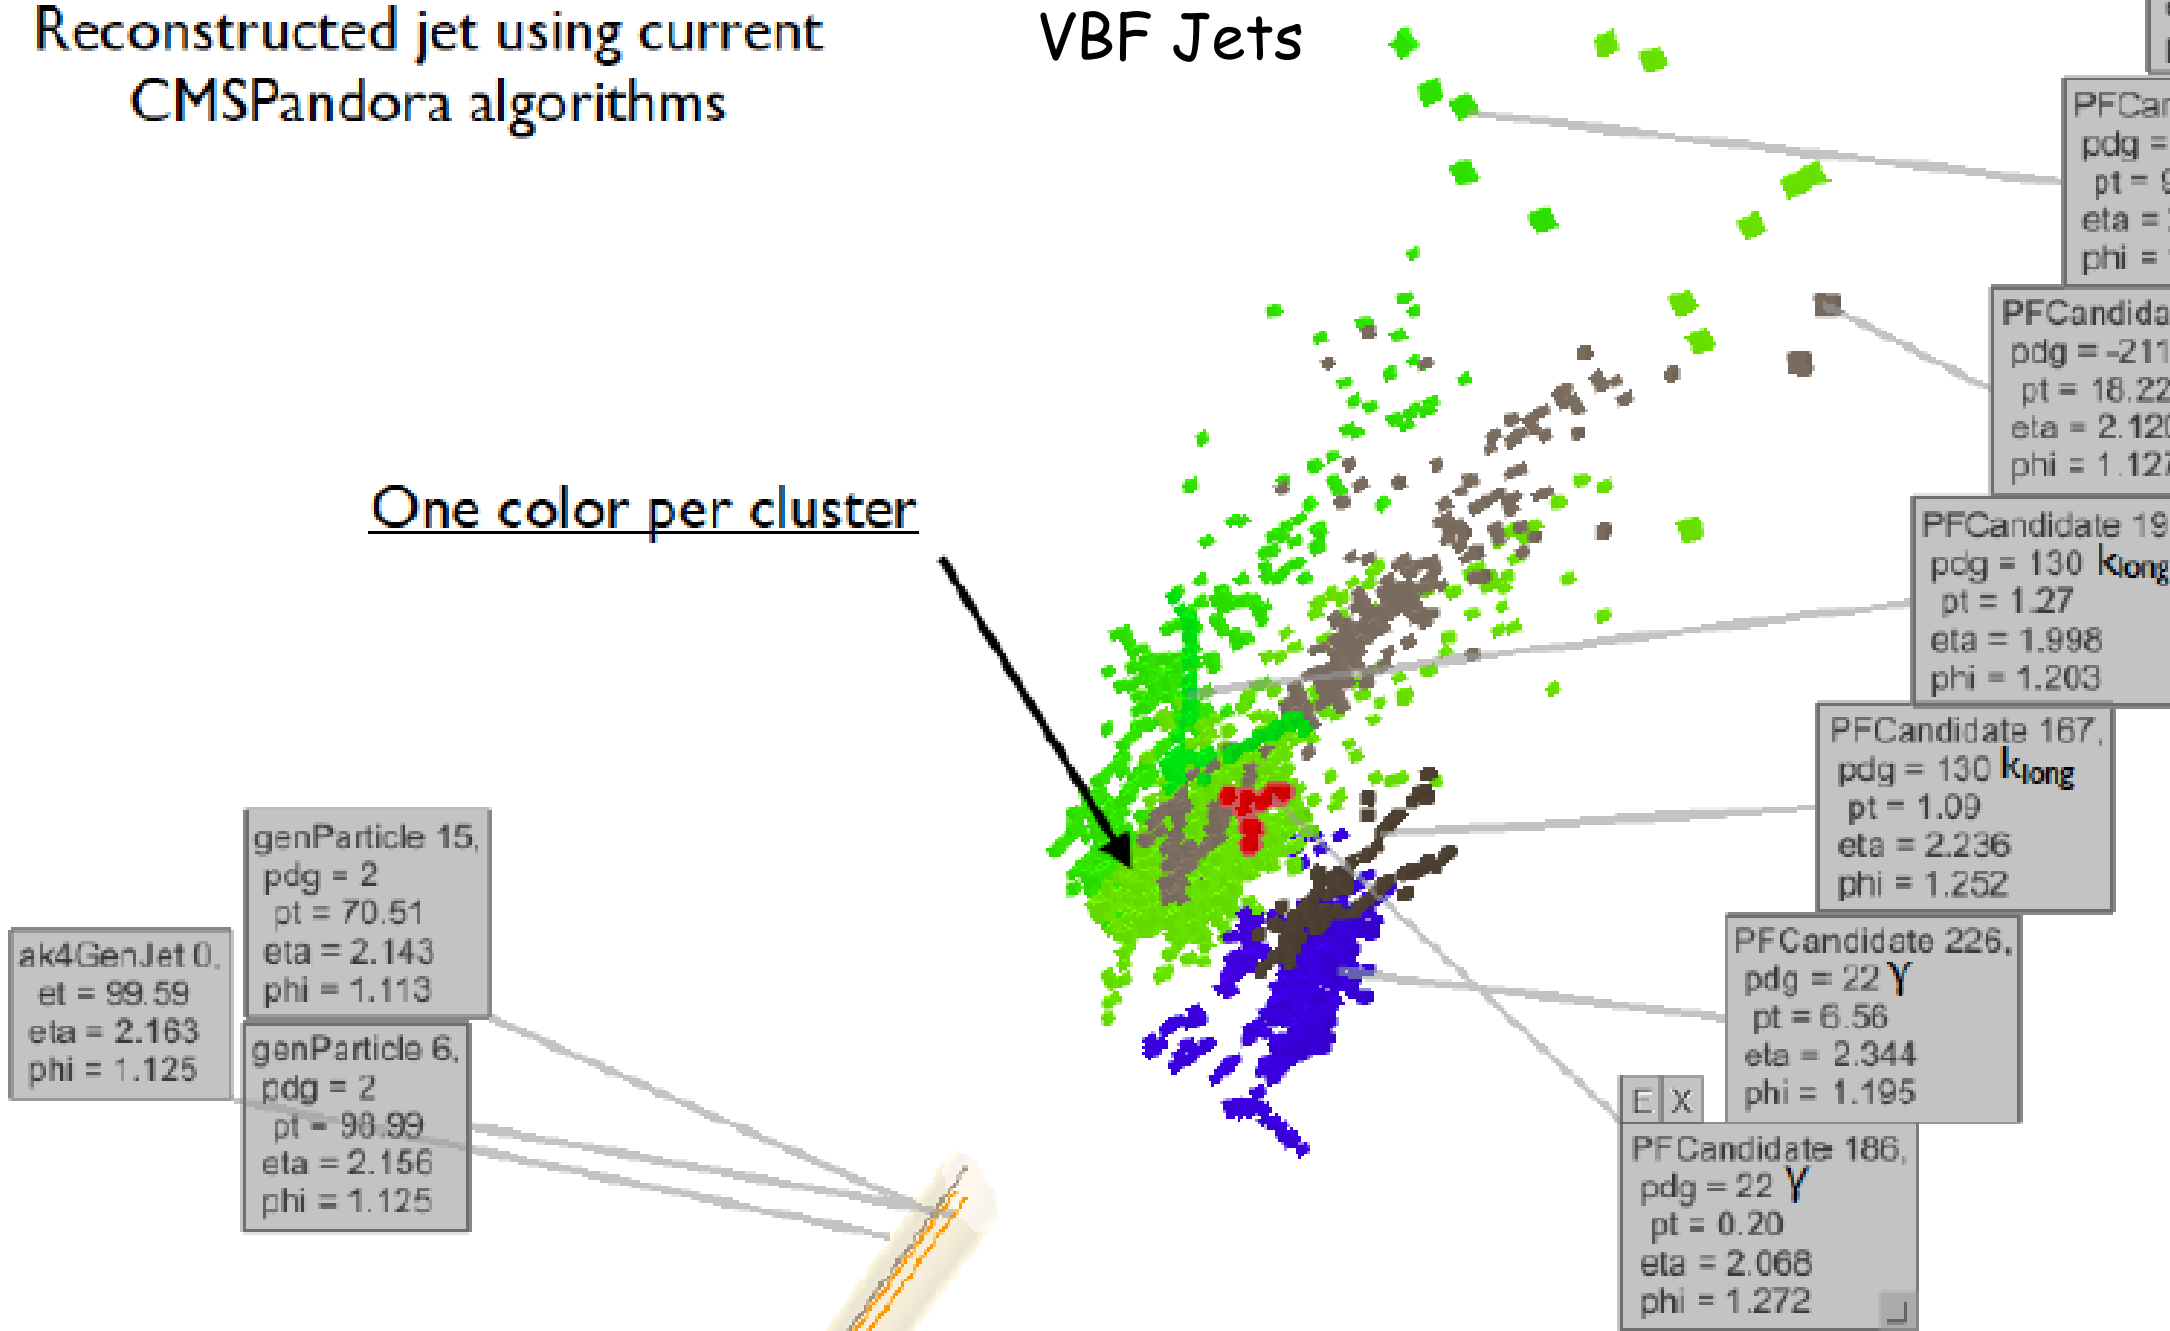 Reconstructed jet using current
CMSPandora algorithms
VBF Jets
One color per cluster
pdg =
pt = 9
eta =
phi =
pdg = -211
pt = 18.22
eta = 2.120
phi = 1.127
PFCandidate 19
pdg = 130 klong
pt = 1.27
eta = 1.998
phi = 1.203
PFCandidate 167,
pdg = 130 klong
pt = 1.09
eta = 2.236
phi = 1.252
PFCandidate 226,
pdg = 22 γ
pt = 6.56
eta = 2.344
phi = 1.195
E X
PFCandidate 186,
pdg = 22 γ
pt = 0.20
eta = 2.068
phi = 1.272
genParticle 15,
pdg = 2
pt = 70.51
eta = 2.143
phi = 1.113
ak4GenJet 0,
et = 99.59
eta = 2.163
phi = 1.125
genParticle 6,
pdg = 2
pt = 98.99
eta = 2.156
phi = 1.125